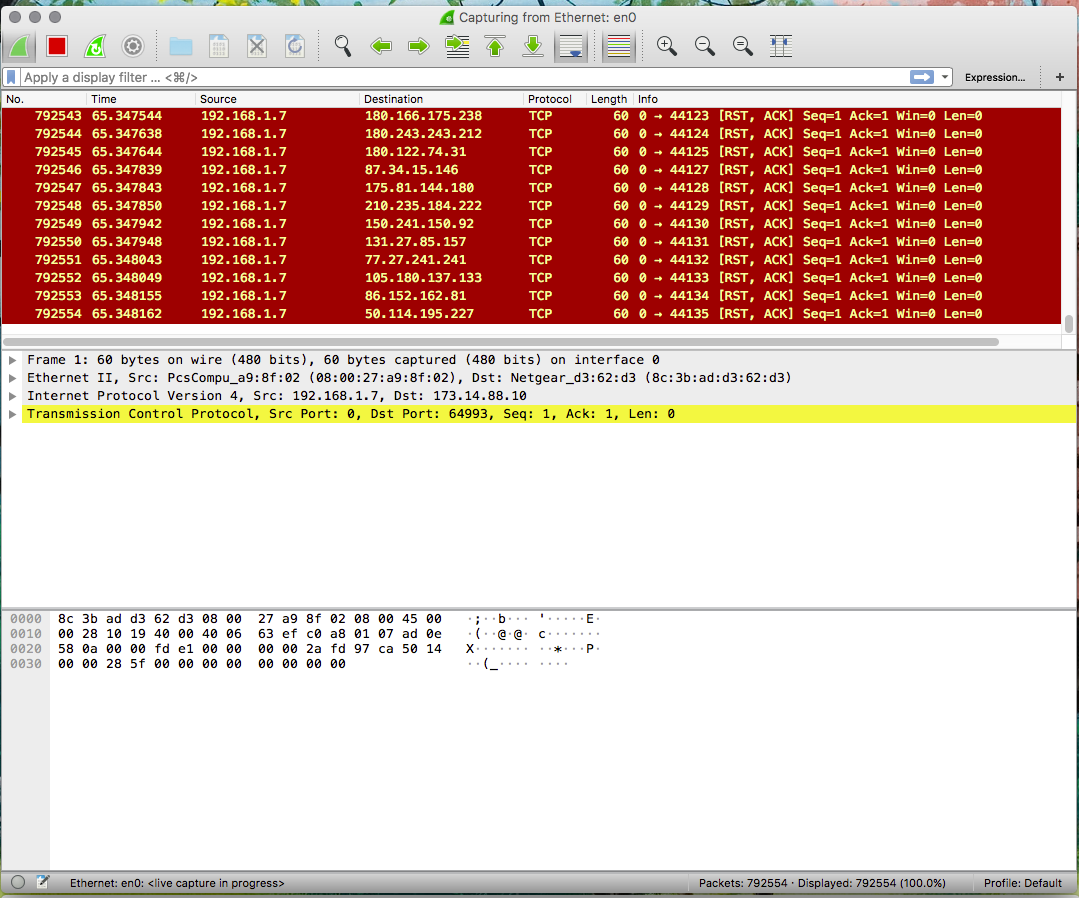 Capturing from Ethernet: en0
Apply a display filter ... <⌘/>
Expression...
+
No. Time Source Destination Protocol Length Info
792543 65.347544 192.168.1.7 180.166.175.238 TCP 60 0 → 44123 [RST, ACK] Seq=1 Ack=1 Win=0 Len=0
792544 65.347638 192.168.1.7 180.243.243.212 TCP 60 0 → 44124 [RST, ACK] Seq=1 Ack=1 Win=0 Len=0
792545 65.347644 192.168.1.7 180.122.74.31 TCP 60 0 → 44125 [RST, ACK] Seq=1 Ack=1 Win=0 Len=0
792546 65.347839 192.168.1.7 87.34.15.146 TCP 60 0 → 44127 [RST, ACK] Seq=1 Ack=1 Win=0 Len=0
792547 65.347843 192.168.1.7 175.81.144.180 TCP 60 0 → 44128 [RST, ACK] Seq=1 Ack=1 Win=0 Len=0
792548 65.347850 192.168.1.7 210.235.184.222 TCP 60 0 → 44129 [RST, ACK] Seq=1 Ack=1 Win=0 Len=0
792549 65.347942 192.168.1.7 150.241.150.92 TCP 60 0 → 44130 [RST, ACK] Seq=1 Ack=1 Win=0 Len=0
792550 65.347948 192.168.1.7 131.27.85.157 TCP 60 0 → 44131 [RST, ACK] Seq=1 Ack=1 Win=0 Len=0
792551 65.348043 192.168.1.7 77.27.241.241 TCP 60 0 → 44132 [RST, ACK] Seq=1 Ack=1 Win=0 Len=0
792552 65.348049 192.168.1.7 105.180.137.133 TCP 60 0 → 44133 [RST, ACK] Seq=1 Ack=1 Win=0 Len=0
792553 65.348155 192.168.1.7 86.152.162.81 TCP 60 0 → 44134 [RST, ACK] Seq=1 Ack=1 Win=0 Len=0
792554 65.348162 192.168.1.7 50.114.195.227 TCP 60 0 → 44135 [RST, ACK] Seq=1 Ack=1 Win=0 Len=0
Frame 1: 60 bytes on wire (480 bits), 60 bytes captured (480 bits) on interface 0
Ethernet II, Src: PcsCompu_a9:8f:02 (08:00:27:a9:8f:02), Dst: Netgear_d3:62:d3 (8c:3b:ad:d3:62:d3)
Internet Protocol Version 4, Src: 192.168.1.7, Dst: 173.14.88.10
Transmission Control Protocol, Src Port: 0, Dst Port: 64993, Seq: 1, Ack: 1, Len: 0
0000 8c 3b ad d3 62 d3 08 00 27 a9 8f 02 08 00 45 00 ·;··b··· '·····E·
0010 00 28 10 19 40 00 40 06 63 ef c0 a8 01 07 ad 0e ·(··@·@· c·······
0020 58 0a 00 00 fd e1 00 00 00 00 2a fd 97 ca 50 14 X······· ··*···P·
0030 00 00 28 5f 00 00 00 00 00 00 00 00 ··(_···· ····
Ethernet: en0: <live capture in progress>
Packets: 792554 · Displayed: 792554 (100.0%)
Profile: Default